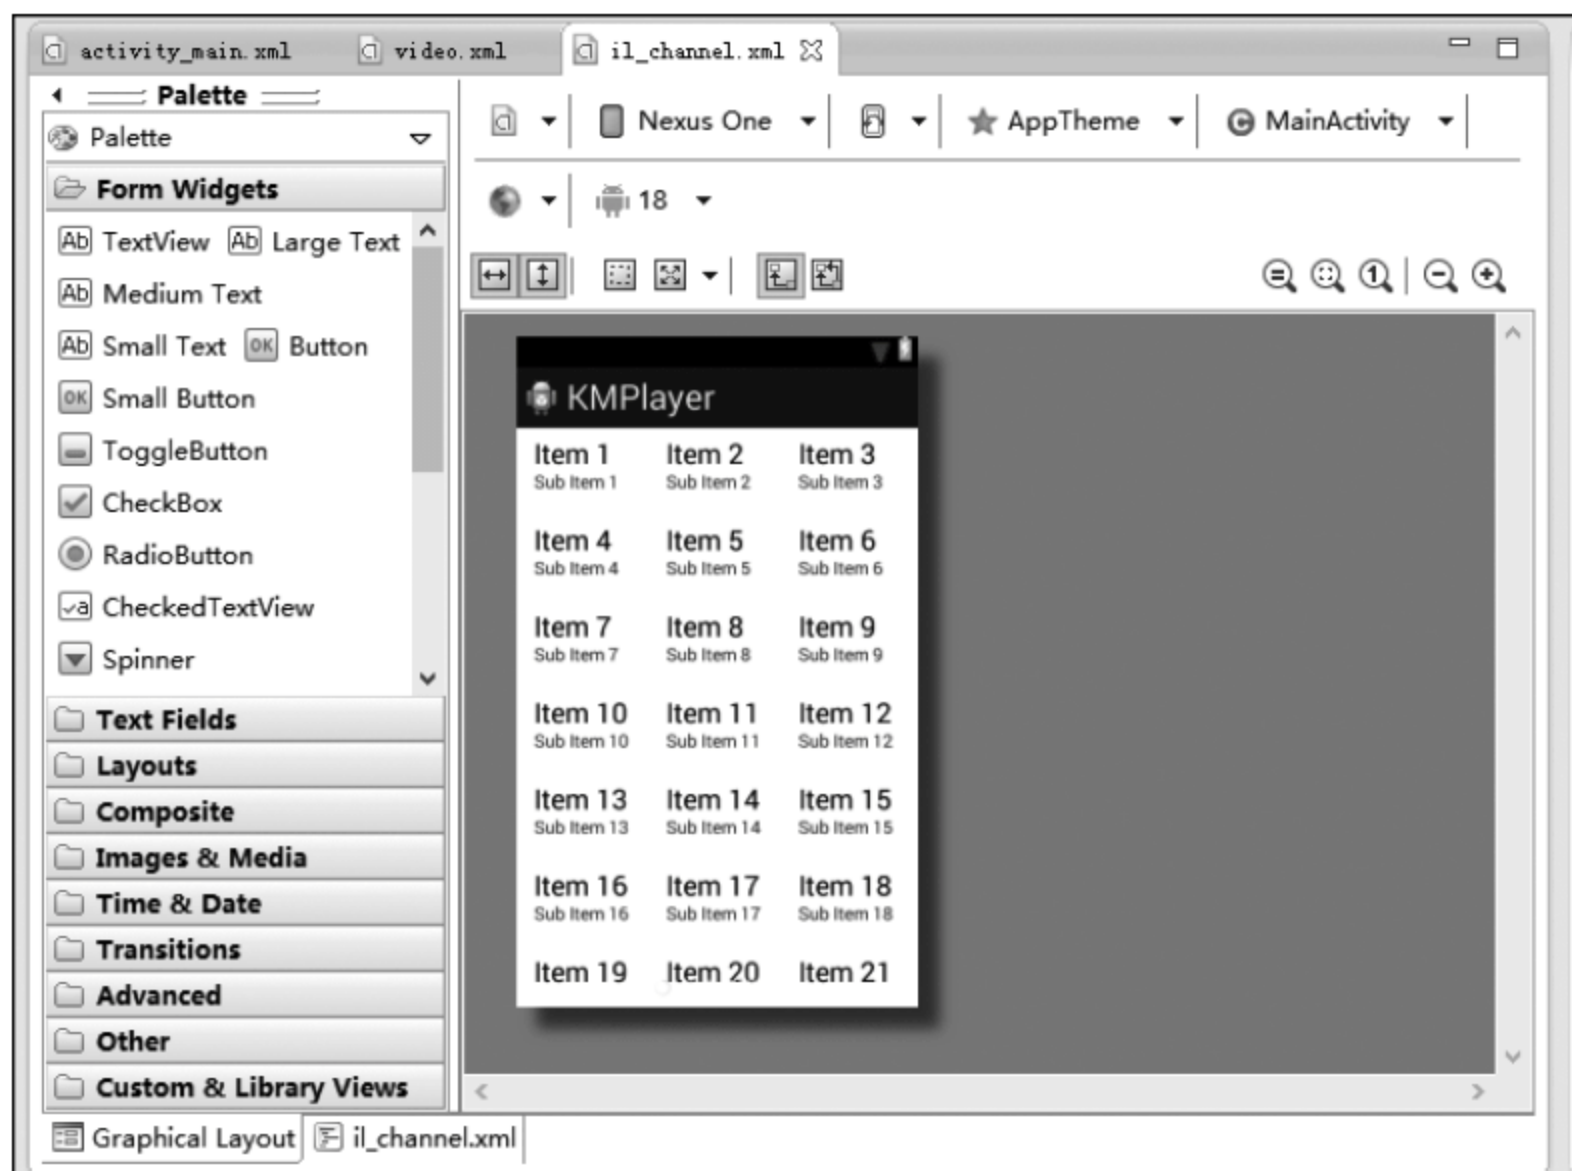 activity_main.xml video.xml il_channel.xml
Palette
Palette
Form Widgets
Ab TextView Ab Large Text
Ab Medium Text
Ab Small Text OK Button
OK Small Button
ToggleButton
CheckBox
RadioButton
a CheckedTextView
Spinner
Text Fields
Layouts
Composite
Images & Media
Time & Date
Transitions
Advanced
Other
Custom & Library Views
Graphical Layout il_channel.xml
Nexus One AppTheme C MainActivity
18
1
KMPlayer
Item 1 Item 2 Item 3
Sub Item 1 Sub Item 2 Sub Item 3
Item 4 Item 5 Item 6
Sub Item 4 Sub Item 5 Sub Item 6
Item 7 Item 8 Item 9
Sub Item 7 Sub Item 8 Sub Item 9
Item 10 Item 11 Item 12
Sub Item 10 Sub Item 11 Sub Item 12
Item 13 Item 14 Item 15
Sub Item 13 Sub Item 14 Sub Item 15
Item 16 Item 17 Item 18
Sub Item 16 Sub Item 17 Sub Item 18
Item 19 Item 20 Item 21